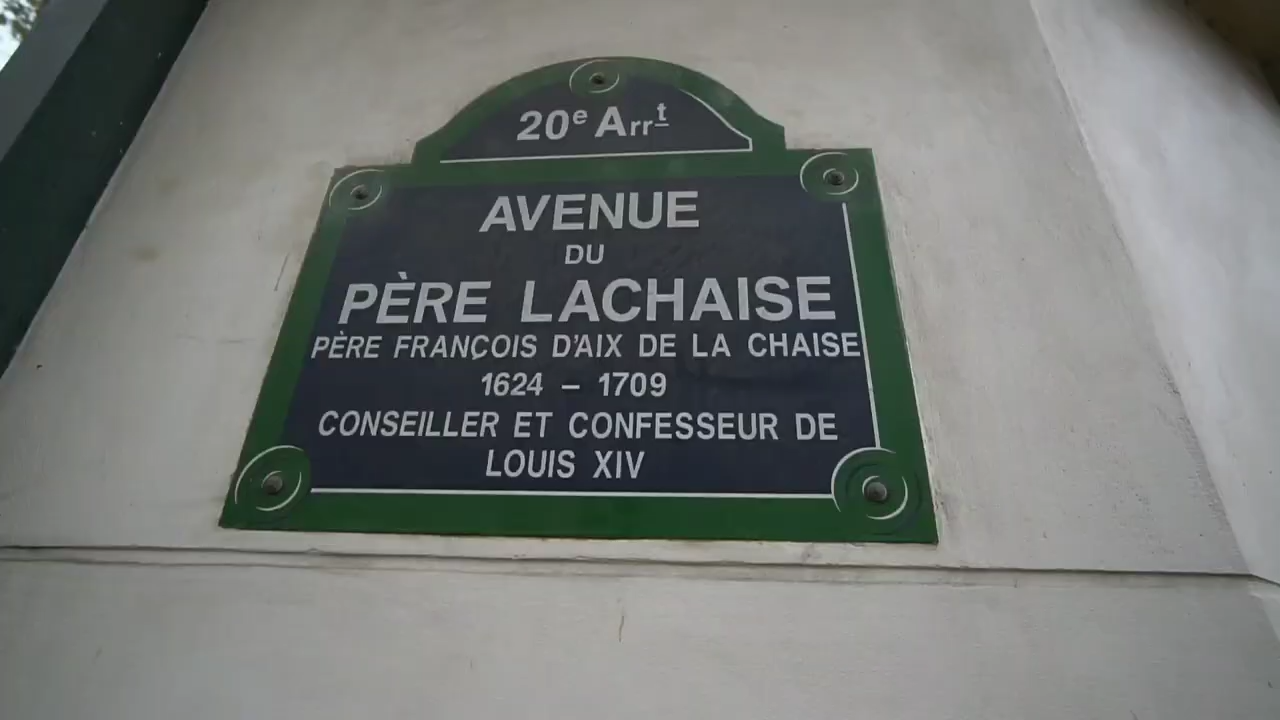 20e Arrt
AVENUE
DU
PÈRE LACHAISE
PÈRE FRANÇOIS D'AIX DE LA CHAISE
1624 – 1709
CONSEILLER ET CONFESSEUR DE
LOUIS XIV